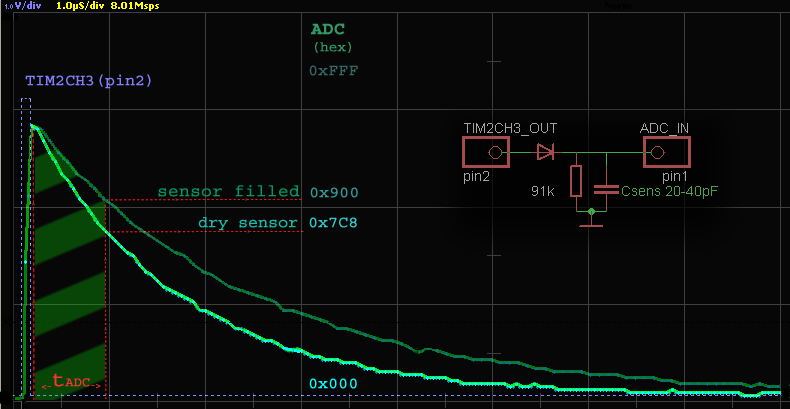 1.0V/div 1.0µS/div 8.01Msps
ADC
(hex)
0xFFF
TIM2CH3(pin2)
TIM2CH3_OUT
ADC_IN
pin2
pin1
91k
Csens 20-40pF
sensor filled 0x900
dry sensor 0x7C8
tADC
0x000